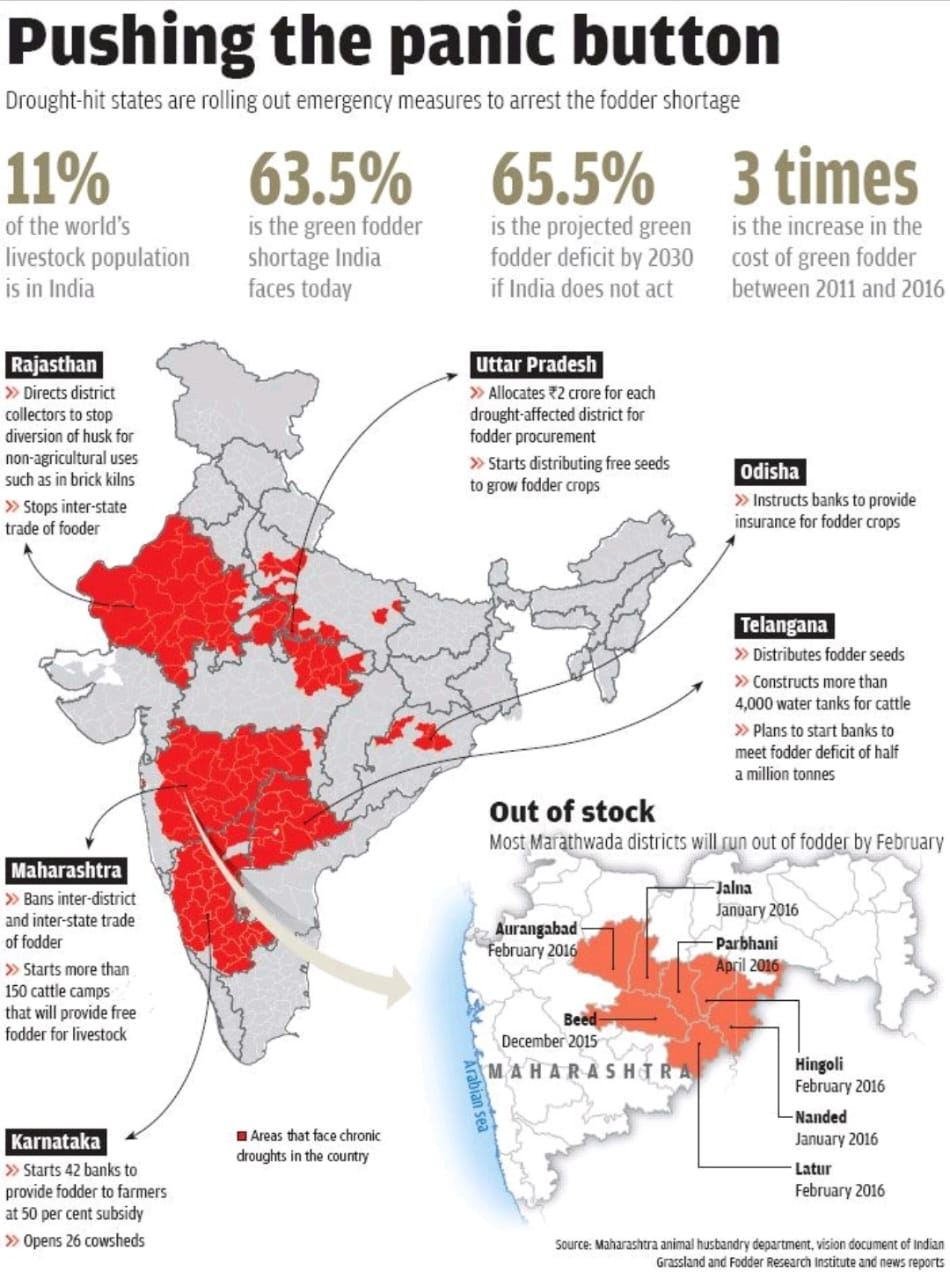 Pushing the panic button
Drought-hit states are rolling out emergency measures to arrest the fodder shortage
11%
of the world's
livestock population
is in India
63.5%
is the green fodder
shortage India
faces today
65.5%
is the projected green
fodder deficit by 2030
if India does not act
3 times
is the increase in the
cost of green fodder
between 2011 and 2016
Rajasthan
>> Directs district
collectors to stop
diversion of husk for
non-agricultural uses
such as in brick kilns
>> Stops inter-state
trade of fooder
Uttar Pradesh
>> Allocates ₹2 crore for each
drought-affected district for
fodder procurement
>> Starts distributing free seeds
to grow fodder crops
Odisha
>> Instructs banks to provide
insurance for fodder crops
Telangana
>> Distributes fodder seeds
>> Constructs more than
4,000 water tanks for cattle
>> Plans to start banks to
meet fodder deficit of half
a million tonnes
Maharashtra
>> Bans inter-district
and inter-state trade
of fodder
>> Starts more than
150 cattle camps
that will provide free
fodder for livestock
Karnataka
>> Starts 42 banks to
provide fodder to farmers
at 50 per cent subsidy
>> Opens 26 cowsheds
Areas that face chronic
droughts in the country
Out of stock
Most Marathwada districts will run out of fodder by February
Jalna
January 2016
Aurangabad
February 2016
Parbhani
April 2016
Beed
December 2015
MAHARASHTRA
Arabian sea
Hingoli
February 2016
Nanded
January 2016
Latur
February 2016
Source: Maharashtra animal husbandry department, vision document of Indian
Grassland and Fodder Research Institute and news reports